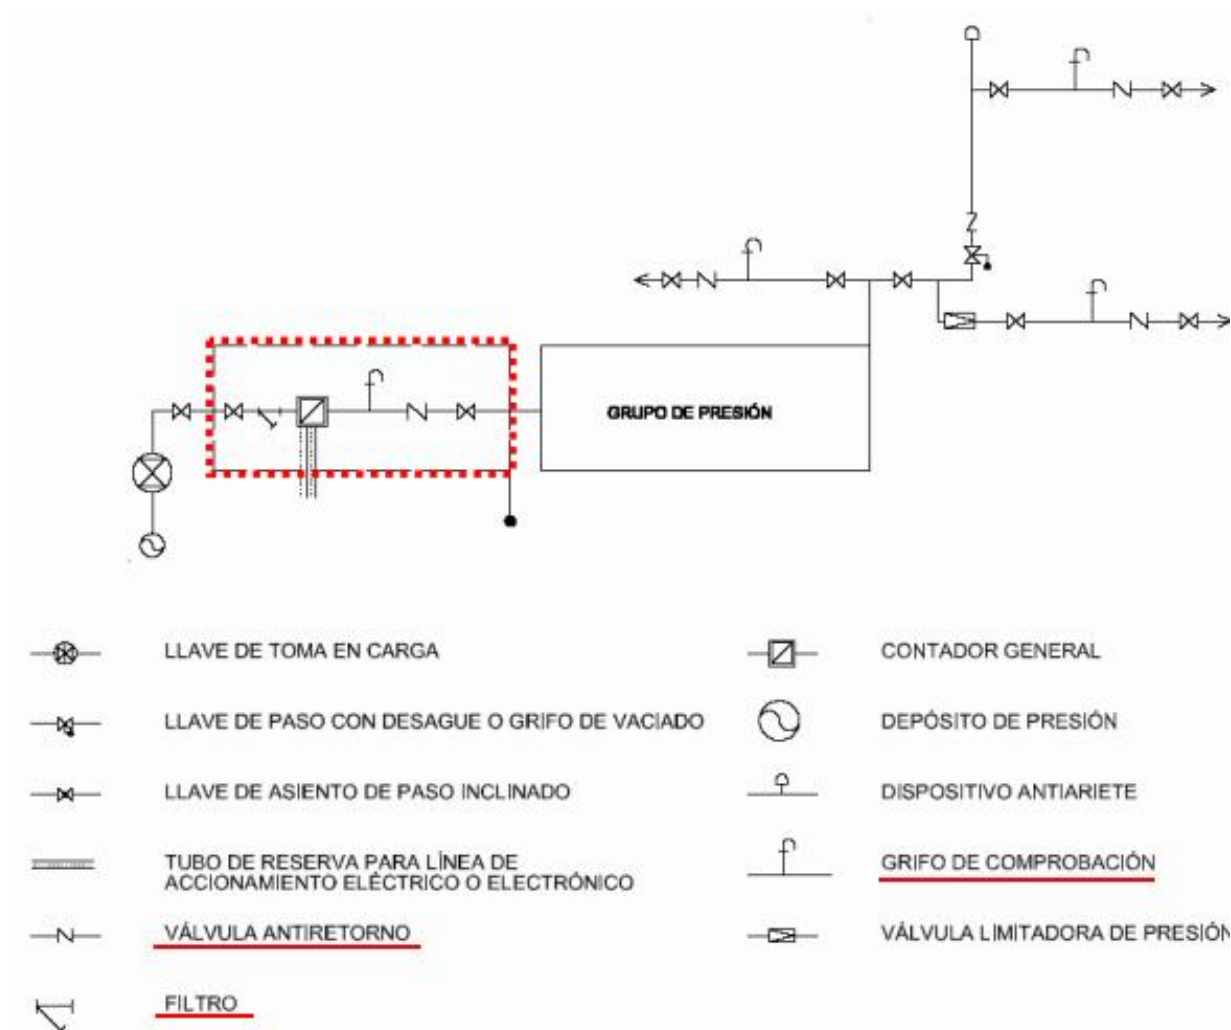 GRUPO DE PRESIÓN
LLAVE DE TOMA EN CARGA
CONTADOR GENERAL
LLAVE DE PASO CON DESAGUE O GRIFO DE VACIADO
DEPÓSITO DE PRESIÓN
LLAVE DE ASIENTO DE PASO INCLINADO
DISPOSITIVO ANTIARIETE
TUBO DE RESERVA PARA LÍNEA DE
ACCIONAMIENTO ELÉCTRICO O ELECTRÓNICO
GRIFO DE COMPROBACIÓN
VÁLVULA ANTIRETORNO
VÁLVULA LIMITADORA DE PRESIÓN
FILTRO